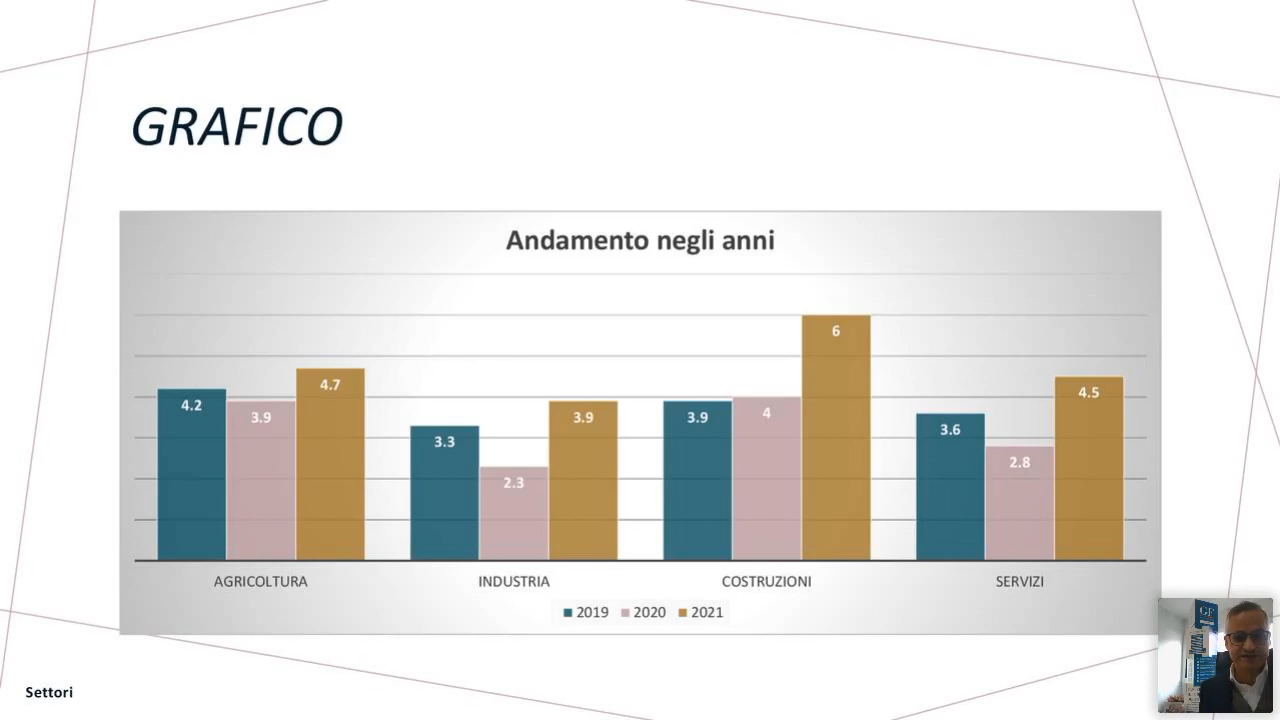 GRAFICO
Andamento negli anni
6
4.7
4.5
4.2
3.9
3.9
3.9
4
3.6
3.3
2.8
2.3
AGRICOLTURA
INDUSTRIA
COSTRUZIONI
SERVIZI
2019 2020 2021
GF
Settori